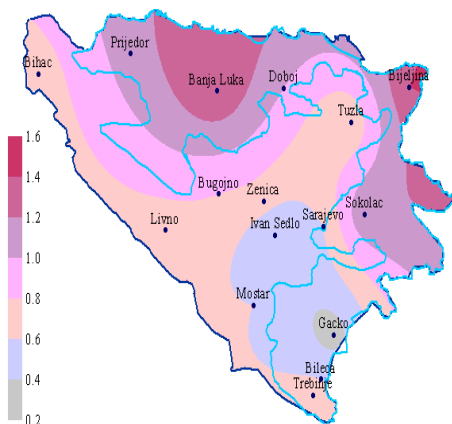 Prijedor
Bihac
Banja Luka
Doboj
Bijeljina
Tuzla
Bugojno
Zenica
Livno
Ivan Sedlo
Sarajevo
Sokolac
Mostar
Gacko
Bileca
Trebinje
1.6
1.4
1.2
1.0
0.8
0.6
0.4
0.2